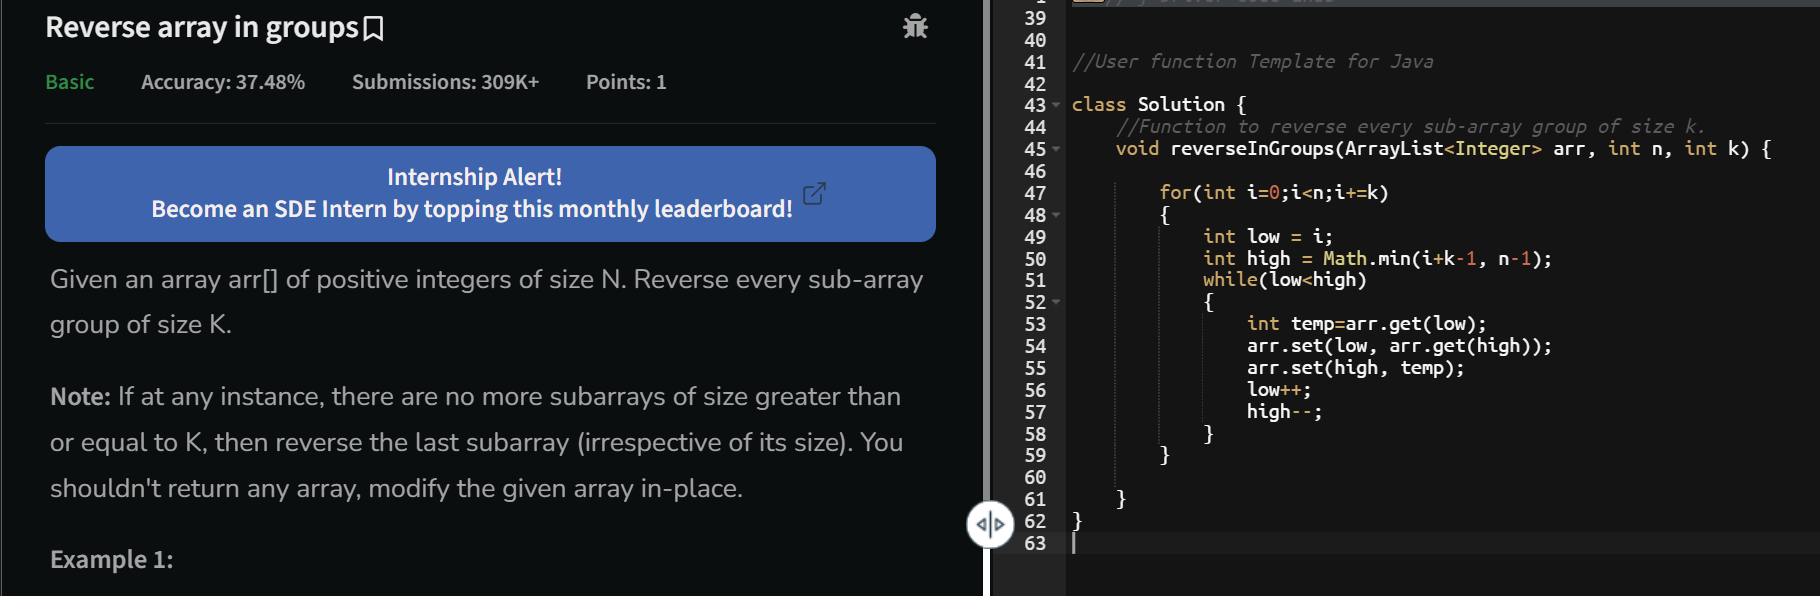 Reverse array in groups
Basic Accuracy: 37.48% Submissions: 309K+ Points: 1
Internship Alert!
Become an SDE Intern by topping this monthly leaderboard!
Given an array arr[] of positive integers of size N. Reverse every sub-array
group of size K.
Note: If at any instance, there are no more subarrays of size greater than
or equal to K, then reverse the last subarray (irrespective of its size). You
shouldn't return any array, modify the given array in-place.
Example 1:
39
40
41 //User function Template for Java
42
43 class Solution {
44 //Function to reverse every sub-array group of size k.
45 void reverseInGroups(ArrayList<Integer> arr, int n, int k) {
46
47 for(int i=0;i<n;i+=k)
48 {
49 int low = i;
50 int high = Math.min(i+k-1, n-1);
51 while(low<high)
52 {
53 int temp=arr.get(low);
54 arr.set(low, arr.get(high));
55 arr.set(high, temp);
56 low++;
57 high--;
58 }
59 }
60
61 }
62 }
63